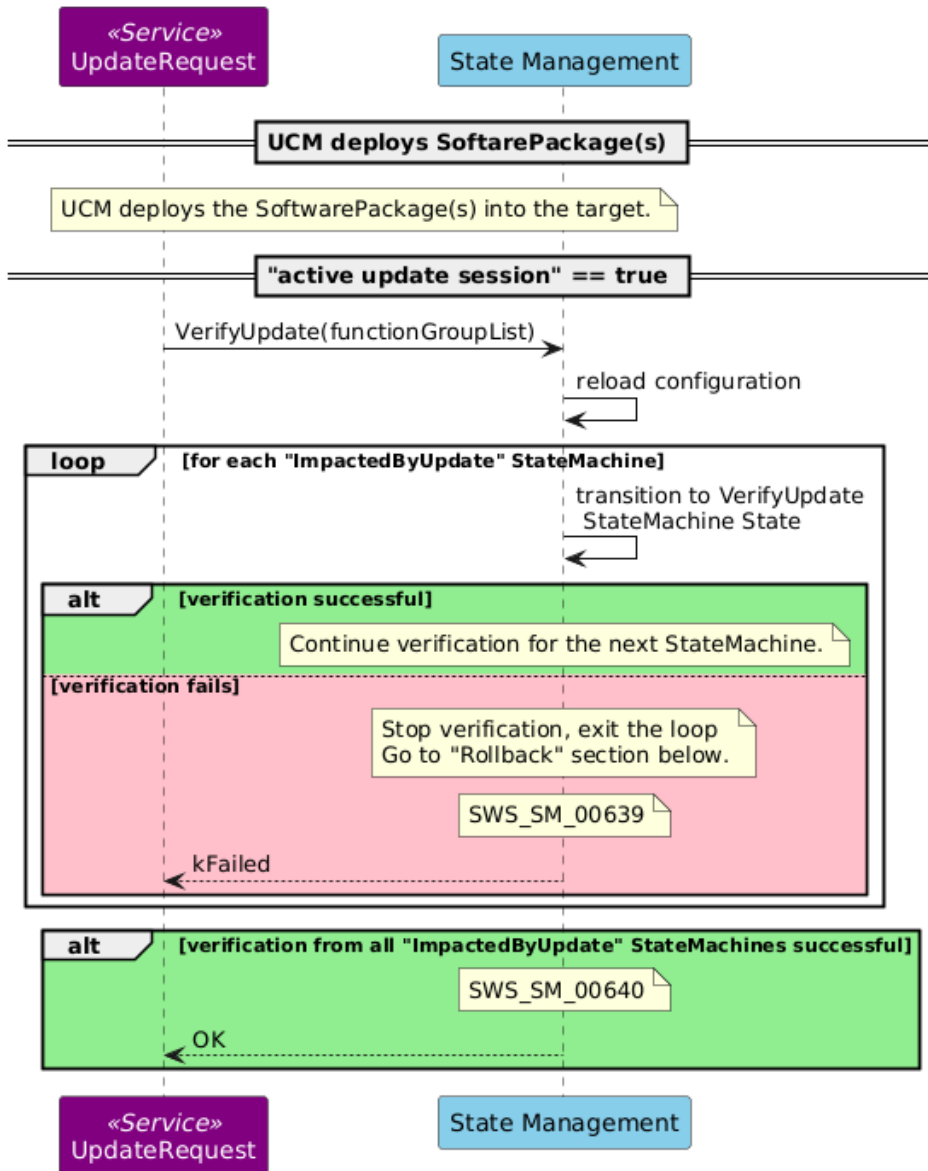 «Service»
UpdateRequest
State Management
UCM deploys SoftarePackage(s)
UCM deploys the SoftwarePackage(s) into the target.
"active update session" == true
VerifyUpdate(functionGroupList)
reload configuration
loop
[for each "ImpactedByUpdate" StateMachine]
transition to VerifyUpdate
StateMachine State
alt
[verification successful]
Continue verification for the next StateMachine.
[verification fails]
Stop verification, exit the loop
Go to "Rollback" section below.
SWS_SM_00639
kFailed
alt
[verification from all "ImpactedByUpdate" StateMachines successful]
SWS_SM_00640
OK
«Service»
UpdateRequest
State Management